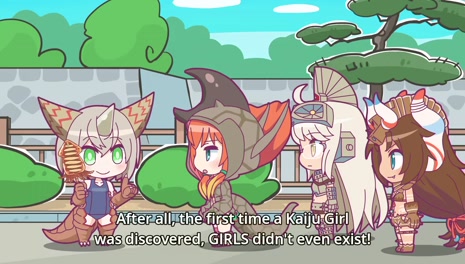 After all, the first time a Kaiju Girl
was discovered, GIRLS didn't even exist!